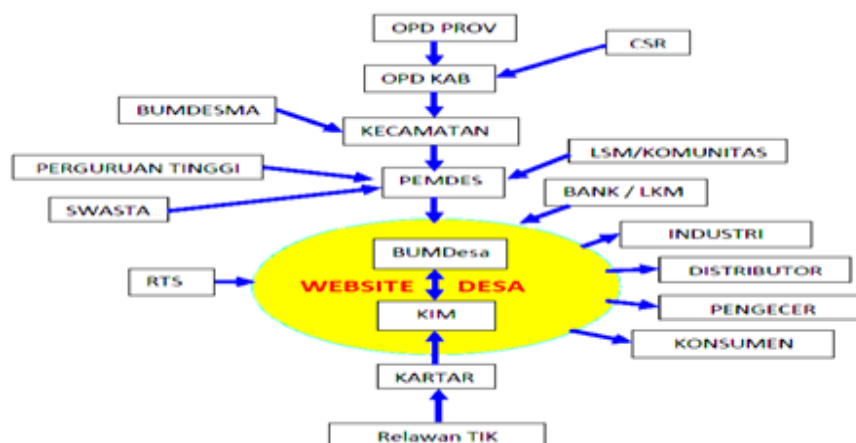 OPD PROV
CSR
OPD KAB
BUMDESMA
KECAMATAN
LSM/KOMUNITAS
PERGURUAN TINGGI
PEMDES
BANK / LKM
SWASTA
INDUSTRI
BUMDesa
DISTRIBUTOR
RTS
WEBSITE DESA
PENGECER
KIM
KONSUMEN
KARTAR
Relawan TIK